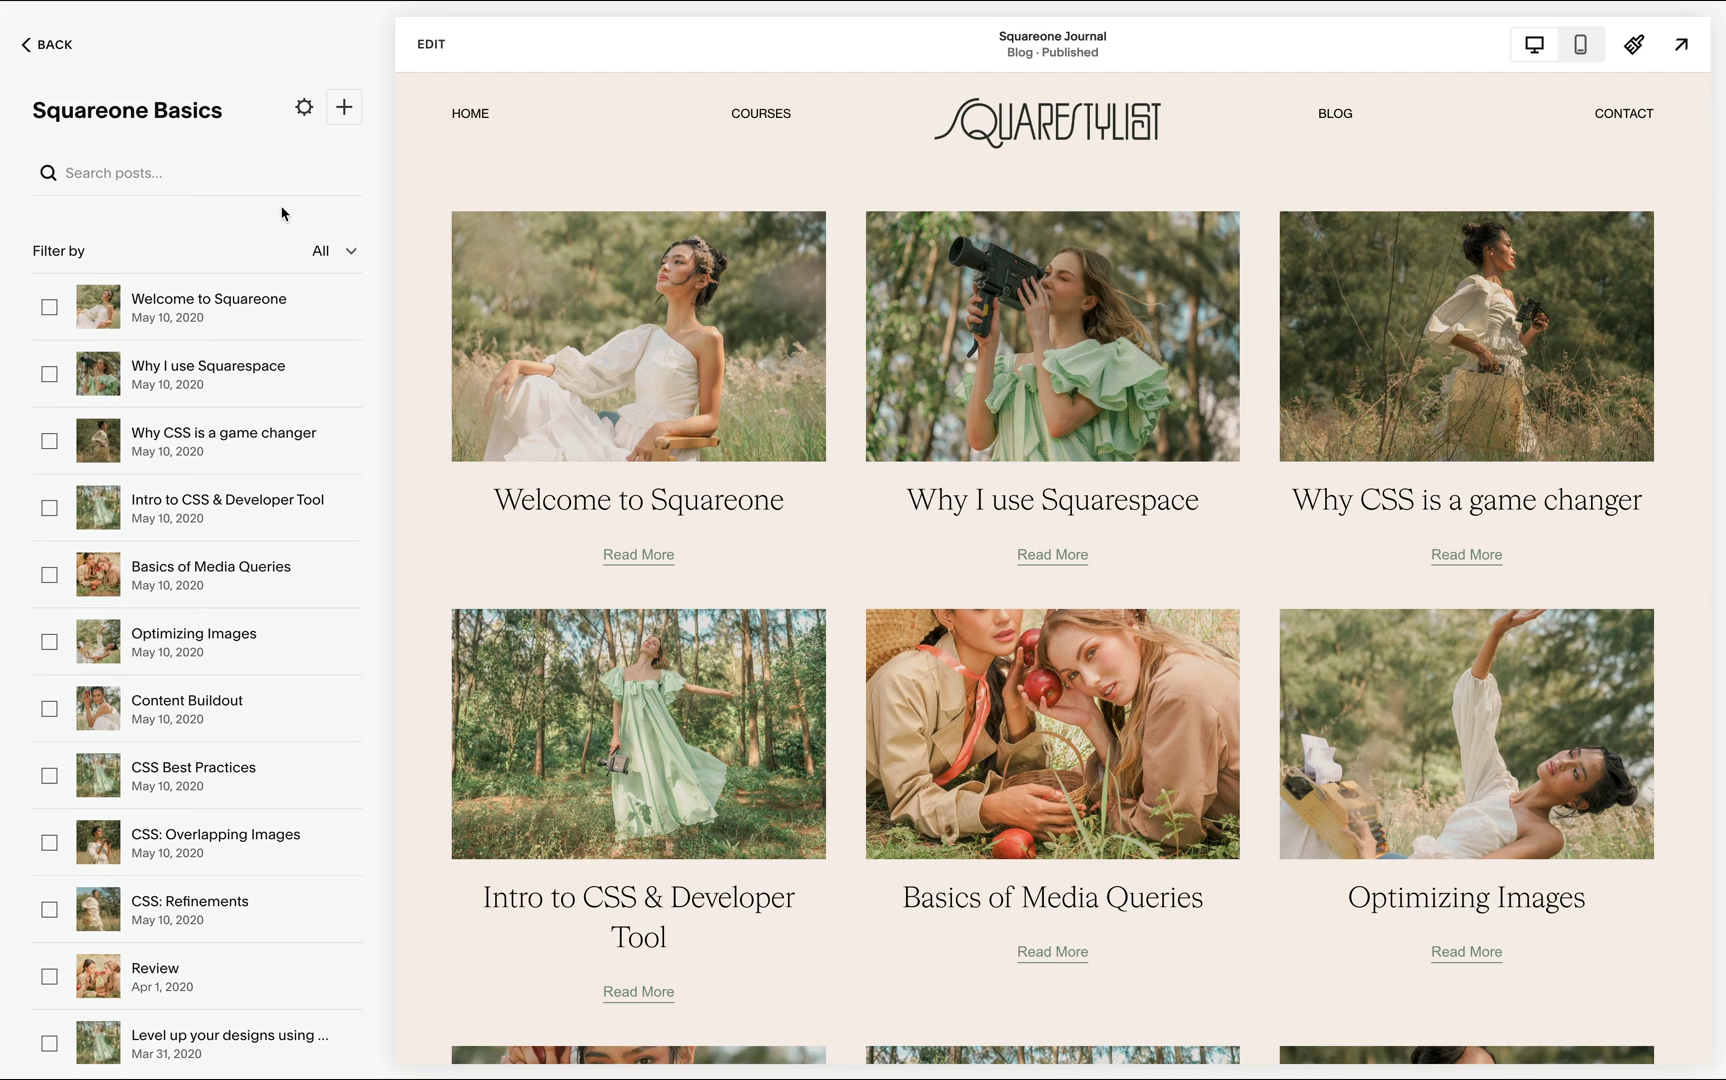 BACK
Squareone Basics
Search posts...
Filter by
All
Welcome to Squareone
May 10, 2020
Why I use Squarespace
May 10, 2020
Why CSS is a game changer
May 10, 2020
Intro to CSS & Developer Tool
May 10, 2020
Basics of Media Queries
May 10, 2020
Optimizing Images
May 10, 2020
Content Buildout
May 10, 2020
CSS Best Practices
May 10, 2020
CSS: Overlapping Images
May 10, 2020
CSS: Refinements
May 10, 2020
Review
Apr 1, 2020
Level up your designs using ...
Mar 31, 2020
EDIT
Squareone Journal
Blog · Published
HOME
COURSES
SQUARESTYLIST
BLOG
CONTACT
Welcome to Squareone
Read More
Why I use Squarespace
Read More
Why CSS is a game changer
Read More
Intro to CSS & Developer
Tool
Read More
Basics of Media Queries
Read More
Optimizing Images
Read More